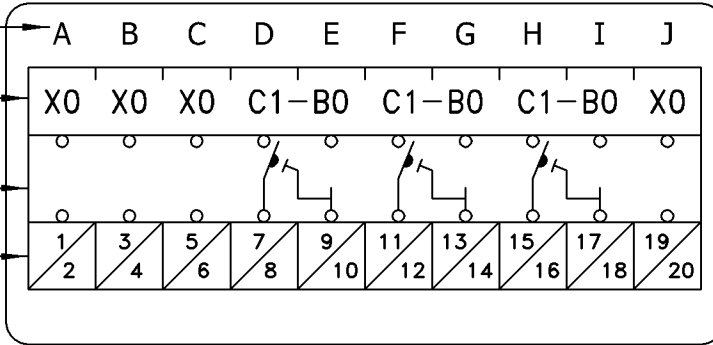 A B C D E F G H I J
X0 X0 X0 C1-B0 C1-B0 C1-B0 X0
1 3 5 7 9 11 13 15 17 19
2 4 6 8 10 12 14 16 18 20